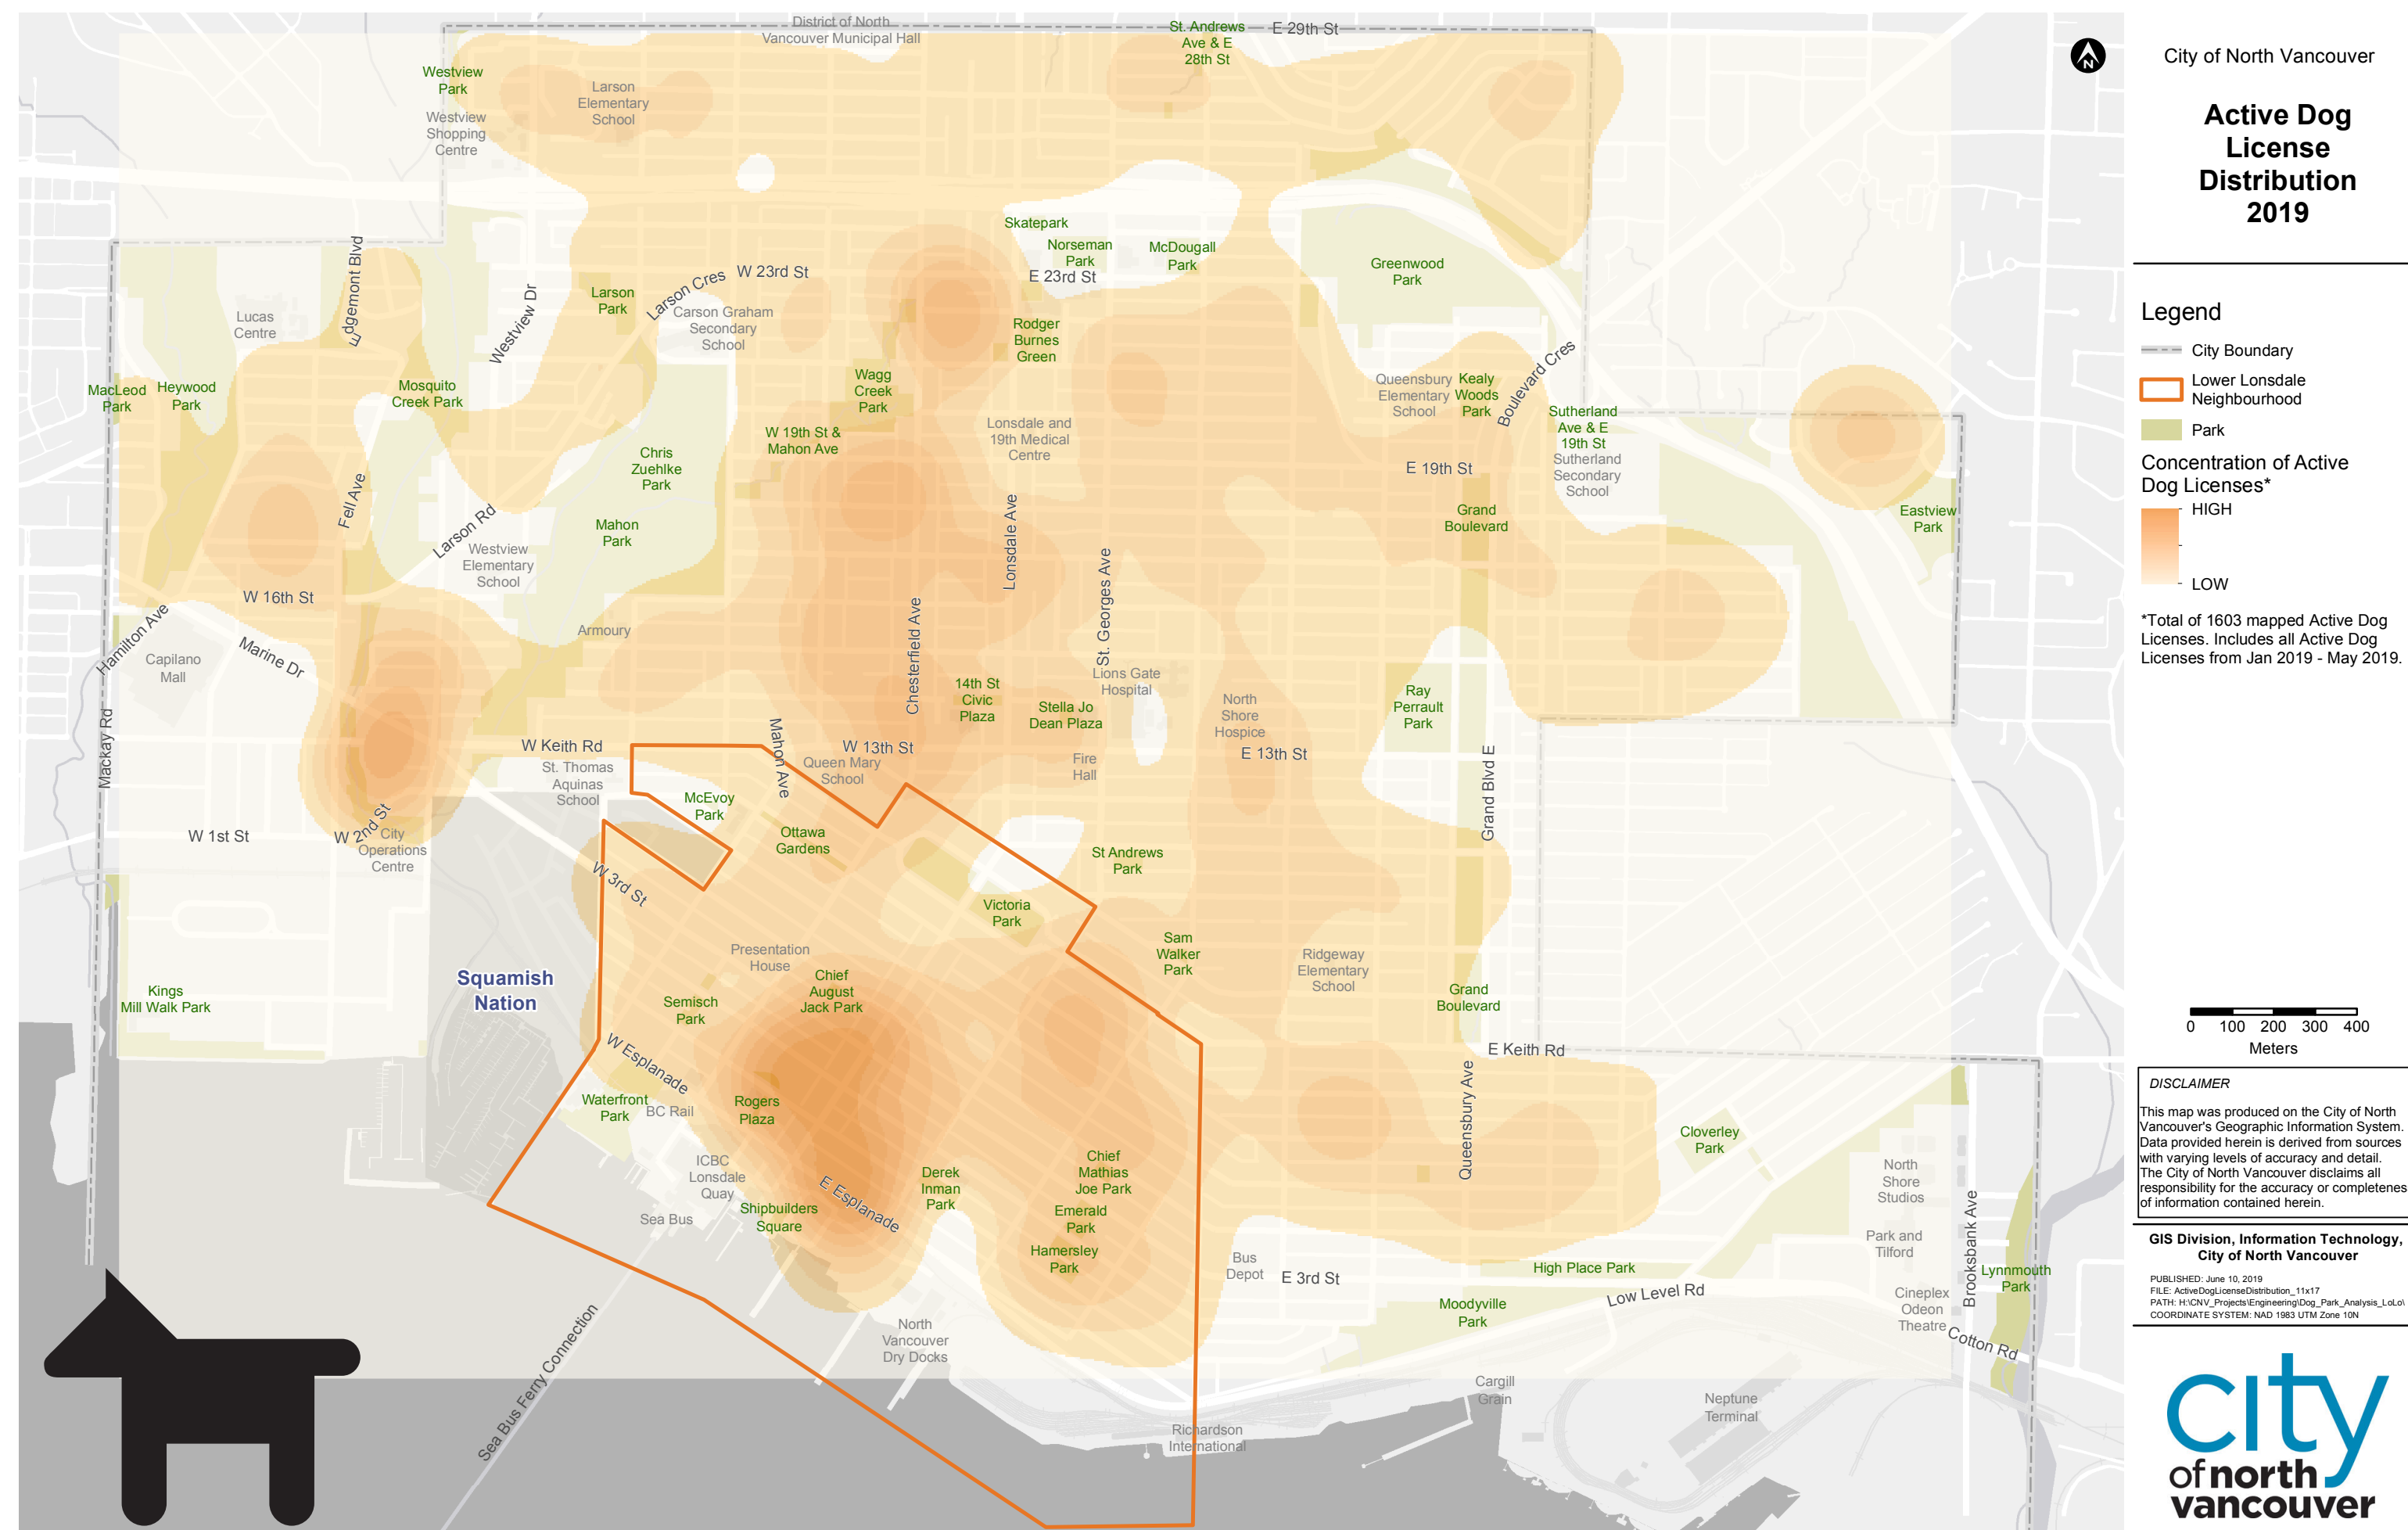 District of North
Vancouver Municipal Hall
St. Andrews
Ave & E
28th St
E 29th St
Westview
Park
Westview
Shopping
Centre
Larson
Elementary
School
Skatepark
Norseman
Park
McDougall
Park
E 23rd St
W 23rd St
Larson Cres
Larson
Park
Carson Graham
Secondary
School
Greenwood
Park
Edgemont Blvd
Westview Dr
Lucas
Centre
MacLeod
Park
Heywood
Park
Mosquito
Creek Park
Rodger
Burnes
Green
Wagg
Creek
Park
W 19th St &
Mahon Ave
Lonsdale and
19th Medical
Centre
Queensbury
Elementary
School
Kealy
Woods
Park
Boulevard Cres
Sutherland
Ave & E
19th St
Sutherland
Secondary
School
E 19th St
Grand
Boulevard
Eastview
Park
Chris
Zuehlke
Park
Mahon
Park
Fell Ave
Larson Rd
Westview
Elementary
School
Lonsdale Ave
St. Georges Ave
Chesterfield Ave
W 16th St
Hamilton Ave
Marine Dr
Capilano
Mall
Armoury
Mackay Rd
14th St
Civic
Plaza
Stella Jo
Dean Plaza
Lions Gate
Hospital
North
Shore
Hospice
Ray
Perrault
Park
W Keith Rd
St. Thomas
Aquinas
School
Mahon Ave
W 13th St
Queen Mary
School
Fire
Hall
E 13th St
Grand Blvd E
McEvoy
Park
Ottawa
Gardens
W 1st St
W 2nd St
City
Operations
Centre
W 3rd St
St Andrews
Park
Victoria
Park
Sam
Walker
Park
Ridgeway
Elementary
School
Grand
Boulevard
Presentation
House
Chief
August
Jack Park
Semisch
Park
Squamish
Nation
Kings
Mill Walk Park
W Esplanade
E Keith Rd
Queensbury Ave
Waterfront
Park
BC Rail
Rogers
Plaza
Cloverley
Park
ICBC
Lonsdale
Quay
Sea Bus
Shipbuilders
Square
E Esplanade
Derek
Inman
Park
Chief
Mathias
Joe Park
Emerald
Park
Hamersley
Park
Bus
Depot
E 3rd St
High Place Park
Low Level Rd
Moodyville
Park
North
Shore
Studios
Park and
Tilford
Brooksbank Ave
Lynnmouth
Park
Cineplex
Odeon
Theatre
Cotton Rd
North
Vancouver
Dry Docks
Sea Bus Ferry Connection
Cargill
Grain
Neptune
Terminal
Richardson
International
N
City of North Vancouver
Active Dog
License
Distribution
2019
Legend
City Boundary
Lower Lonsdale
Neighbourhood
Park
Concentration of Active
Dog Licenses*
HIGH
LOW
*Total of 1603 mapped Active Dog
Licenses. Includes all Active Dog
Licenses from Jan 2019 - May 2019.
0 100 200 300 400
Meters
DISCLAIMER
This map was produced on the City of North
Vancouver's Geographic Information System.
Data provided herein is derived from sources
with varying levels of accuracy and detail.
The City of North Vancouver disclaims all
responsibility for the accuracy or completenes
of information contained herein.
GIS Division, Information Technology,
City of North Vancouver
PUBLISHED: June 10, 2019
FILE: ActiveDogLicenseDistribution_11x17
PATH: H:\CNV_Projects\Engineering\Dog_Park_Analysis_LoLo\
COORDINATE SYSTEM: NAD 1983 UTM Zone 10N
city
of north
vancouver